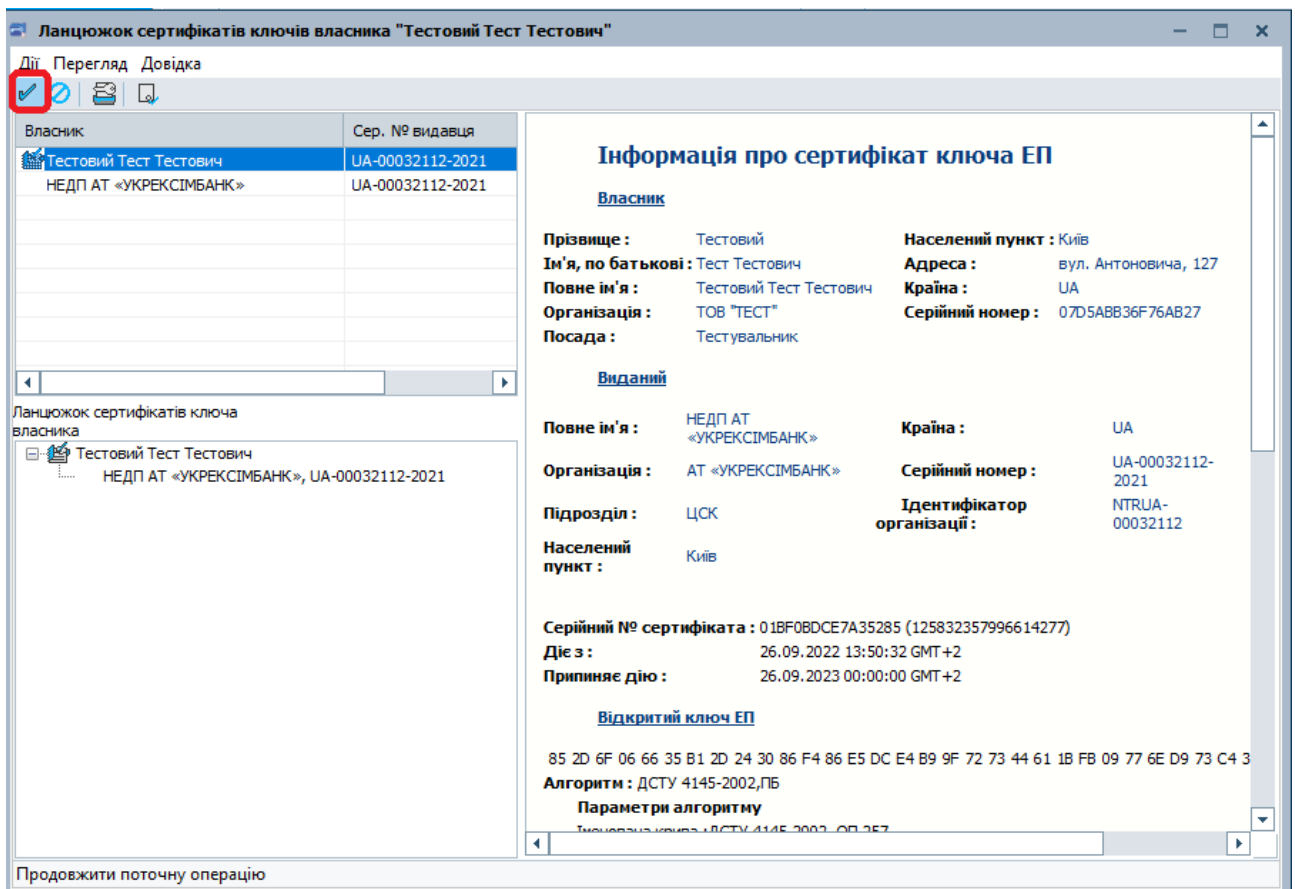 Ланцюжок сертифікатів ключів власника "Тестовий Тест Тестович"
Дії Перегляд Довідка
Власник Сер. № видавця
Тестовий Тест Тестович UA-00032112-2021
НЕДП АТ «УКРЕКСІМБАНК» UA-00032112-2021
Ланцюжок сертифікатів ключа
власника
Тестовий Тест Тестович
НЕДП АТ «УКРЕКСІМБАНК», UA-00032112-2021
Інформація про сертифікат ключа ЕП
Власник
Прізвище : Тестовий Населений пункт : Київ
Ім'я, по батькові : Тест Тестович Адреса : вул. Антоновича, 127
Повне ім'я : Тестовий Тест Тестович Країна : UA
Організація : ТОВ "ТЕСТ" Серійний номер : 07D5ABB36F76AB27
Посада : Тестувальник
Виданий
Повне ім'я : НЕДП АТ «УКРЕКСІМБАНК» Країна : UA
Організація : АТ «УКРЕКСІМБАНК» Серійний номер : UA-00032112-2021
Підрозділ : ЦСК Ідентифікатор організації : NTRUA-00032112
Населений пункт : Київ
Серійний № сертифіката : 01BF0BDCE7A35285 (125832357996614277)
Діє з : 26.09.2022 13:50:32 GMT+2
Припиняє дію : 26.09.2023 00:00:00 GMT+2
Відкритий ключ ЕП
85 2D 6F 06 66 35 B1 2D 24 30 86 F4 86 E5 DC E4 B9 9F 72 73 44 61 1B FB 09 77 6E D9 73 C4 3
Алгоритм : ДСТУ 4145-2002,ПБ
Параметри алгоритму
Продовжити поточну операцію